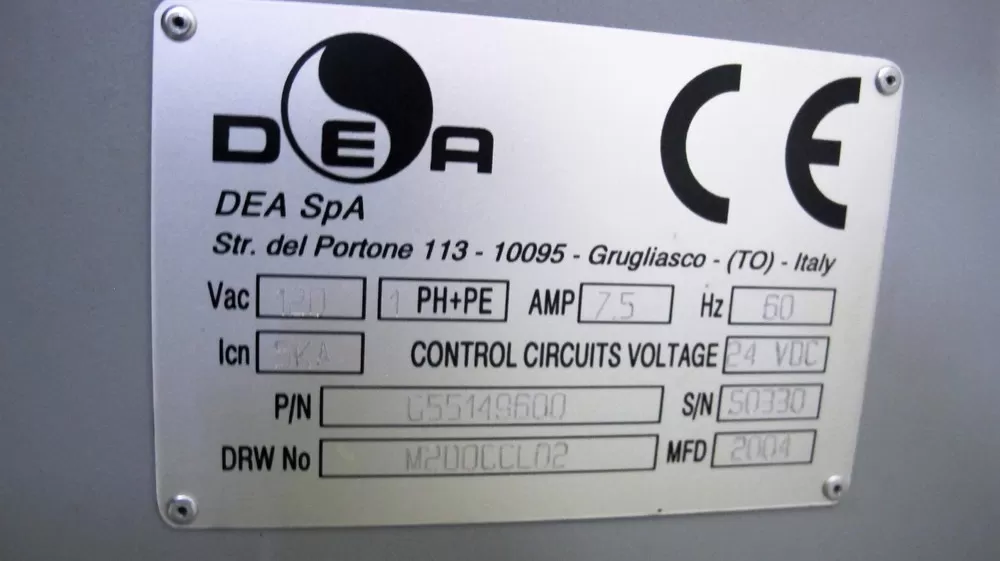 DEA
CE
DEA SpA
Str. del Portone 113 - 10095 - Grugliasco - (TO) - Italy
Vac 120 1 PH+PE AMP 7.5 Hz 60
Icn 5KA CONTROL CIRCUITS VOLTAGE 24 VDC
P/N G55149600 S/N S0330
DRW No M200CCL02 MFD 2004